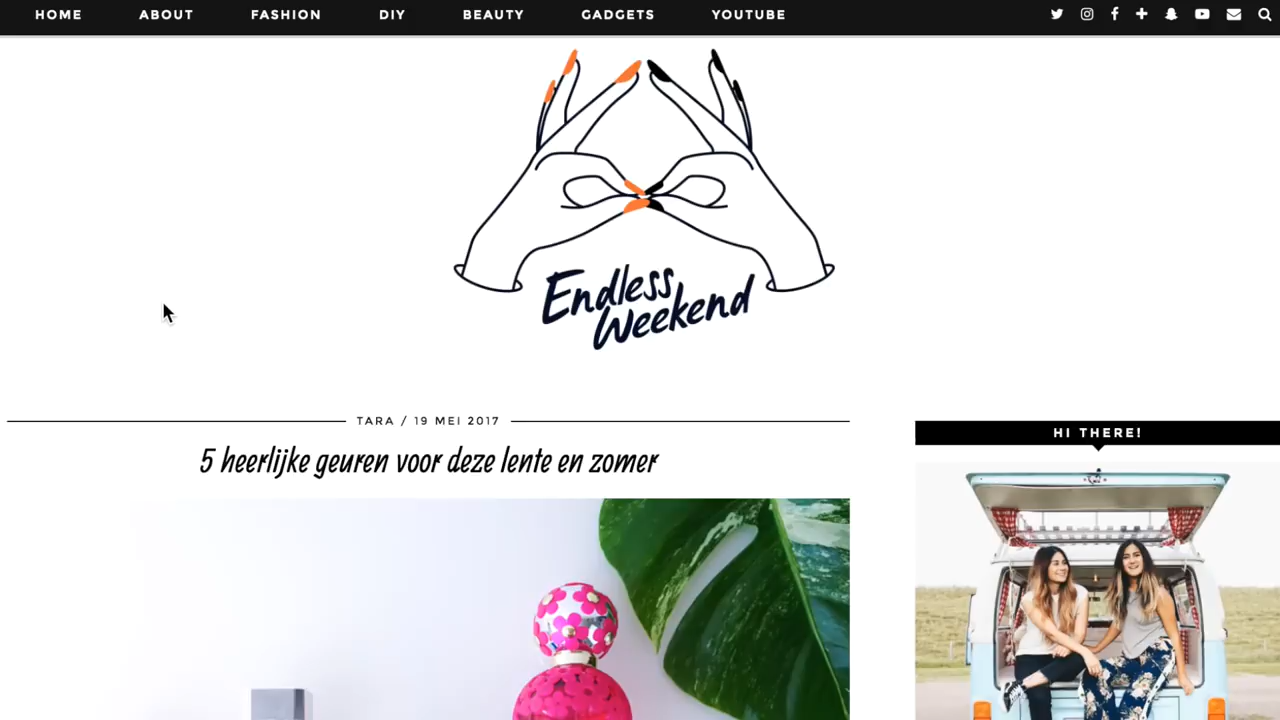 HOME ABOUT FASHION DIY BEAUTY GADGETS YOUTUBE
Endless
Weekend
TARA / 19 MEI 2017
5 heerlijke geuren voor deze lente en zomer
HI THERE!